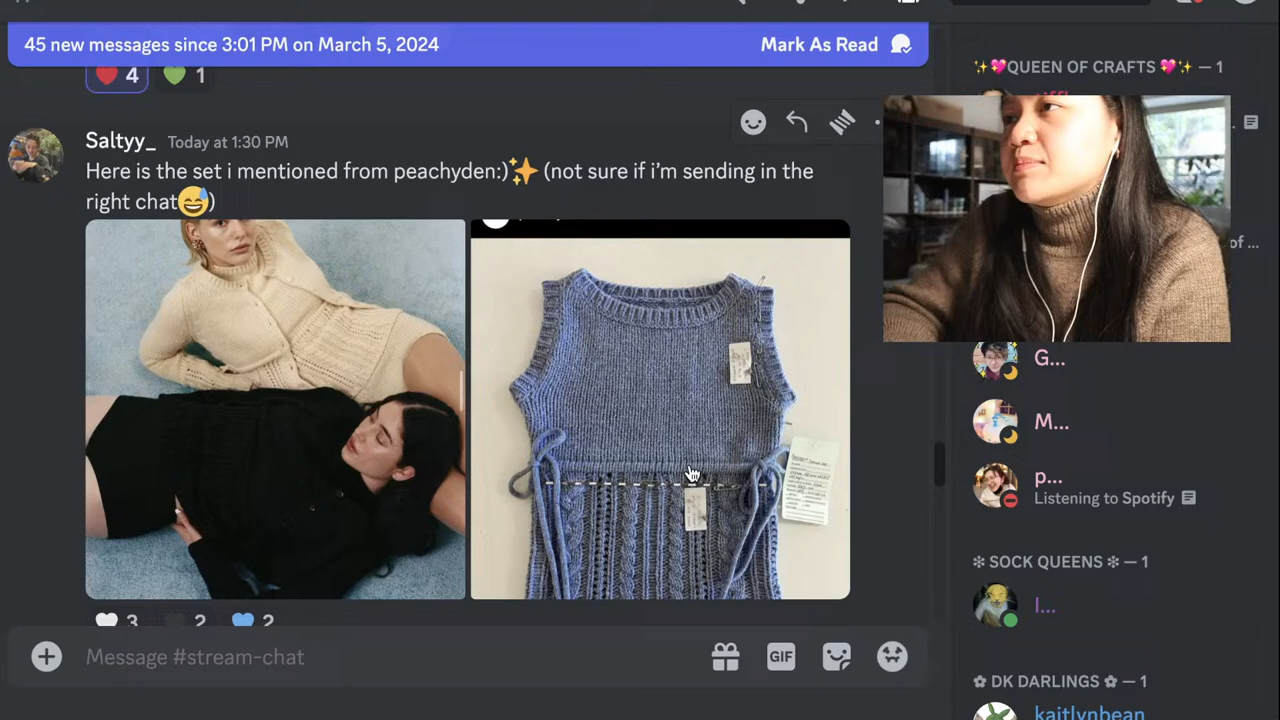 45 new messages since 3:01 PM on March 5, 2024
Mark As Read
4
1
Saltyy_ Today at 1:30 PM
Here is the set i mentioned from peachyden:)✨ (not sure if i’m sending in the
right chat😅)
3
2
2
Message #stream-chat
GIF
✨💖QUEEN OF CRAFTS 💖✨ — 1
of ...
G...
M...
p...
Listening to Spotify
❇ SOCK QUEENS ❇ — 1
l...
✿ DK DARLINGS ✿ — 1
kaitlynbean